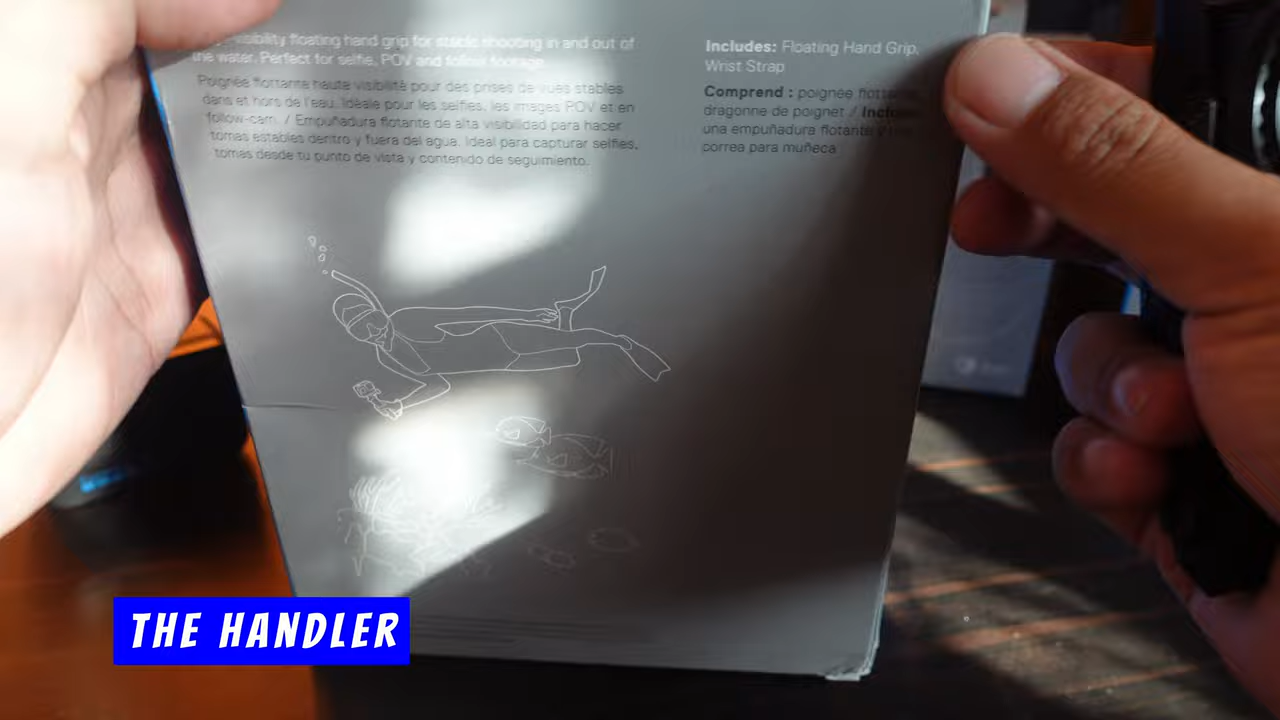 visibility floating hand grip for stable shooting in and out of
the water. Perfect for selfie, POV and follow footage.
Poignée flottante haute visibilité pour des prises de vues stables
dans et hors de l'eau. Idéale pour les selfies, les images POV et en
follow-cam. / Empuñadura flotante de alta visibilidad para hacer
tomas estables dentro y fuera del agua. Ideal para capturar selfies,
tomas desde tu punto de vista y contenido de seguimiento.
Includes: Floating Hand Grip,
Wrist Strap
Comprend : poignée
dragonne de poignet /
una empuñadura flotante y una
correa para muñeca
THE HANDLER